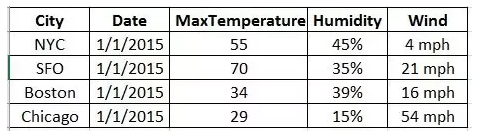 City Date MaxTemperature Humidity Wind
NYC 1/1/2015 55 45% 4 mph
SFO 1/1/2015 70 35% 21 mph
Boston 1/1/2015 34 39% 16 mph
Chicago 1/1/2015 29 15% 54 mph